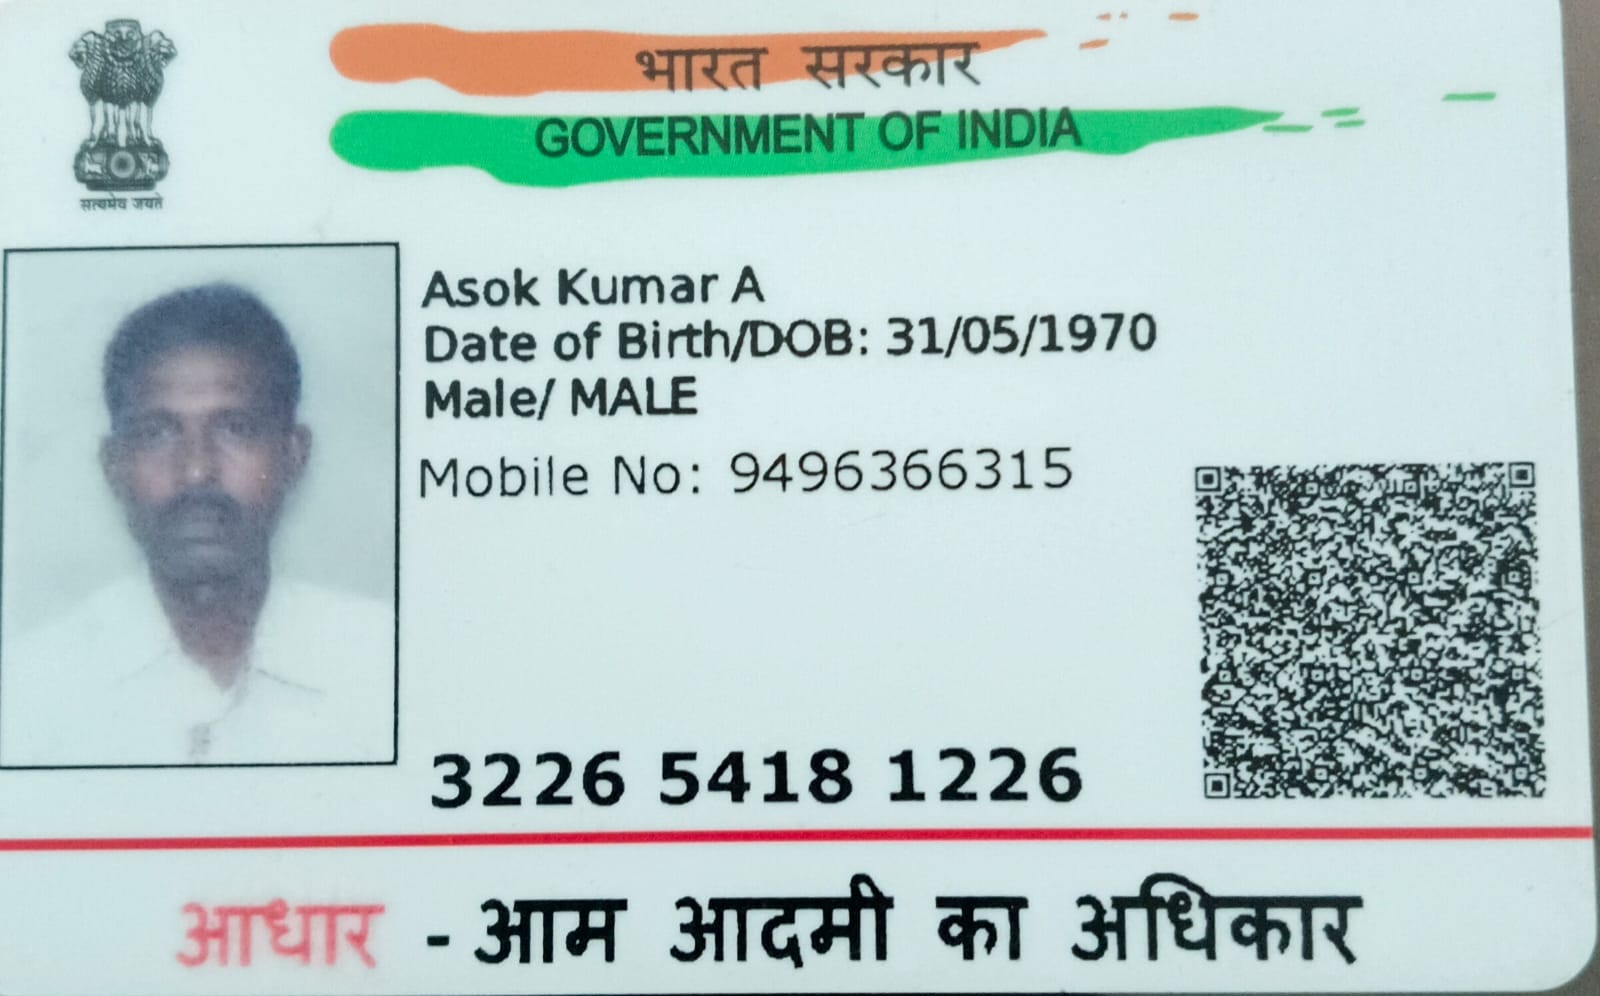 भारत सरकार
GOVERNMENT OF INDIA
सत्यमेव जयते
Asok Kumar A
Date of Birth/DOB: 31/05/1970
Male/ MALE
Mobile No: 9496366315
3226 5418 1226
आधार - आम आदमी का अधिकार